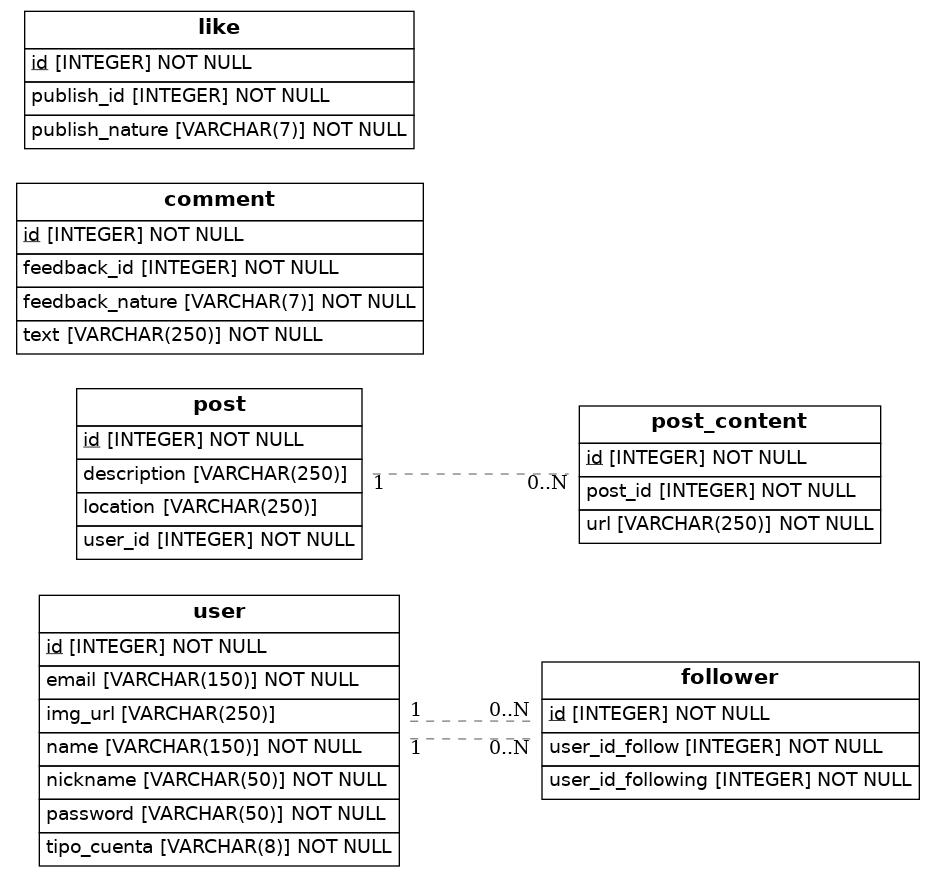 like
id [INTEGER] NOT NULL
publish_id [INTEGER] NOT NULL
publish_nature [VARCHAR(7)] NOT NULL
comment
id [INTEGER] NOT NULL
feedback_id [INTEGER] NOT NULL
feedback_nature [VARCHAR(7)] NOT NULL
text [VARCHAR(250)] NOT NULL
post
id [INTEGER] NOT NULL
description [VARCHAR(250)]
location [VARCHAR(250)]
user_id [INTEGER] NOT NULL
1 0..N
post_content
id [INTEGER] NOT NULL
post_id [INTEGER] NOT NULL
url [VARCHAR(250)] NOT NULL
user
id [INTEGER] NOT NULL
email [VARCHAR(150)] NOT NULL
img_url [VARCHAR(250)]
name [VARCHAR(150)] NOT NULL
nickname [VARCHAR(50)] NOT NULL
password [VARCHAR(50)] NOT NULL
tipo_cuenta [VARCHAR(8)] NOT NULL
1 0..N
1 0..N
follower
id [INTEGER] NOT NULL
user_id_follow [INTEGER] NOT NULL
user_id_following [INTEGER] NOT NULL